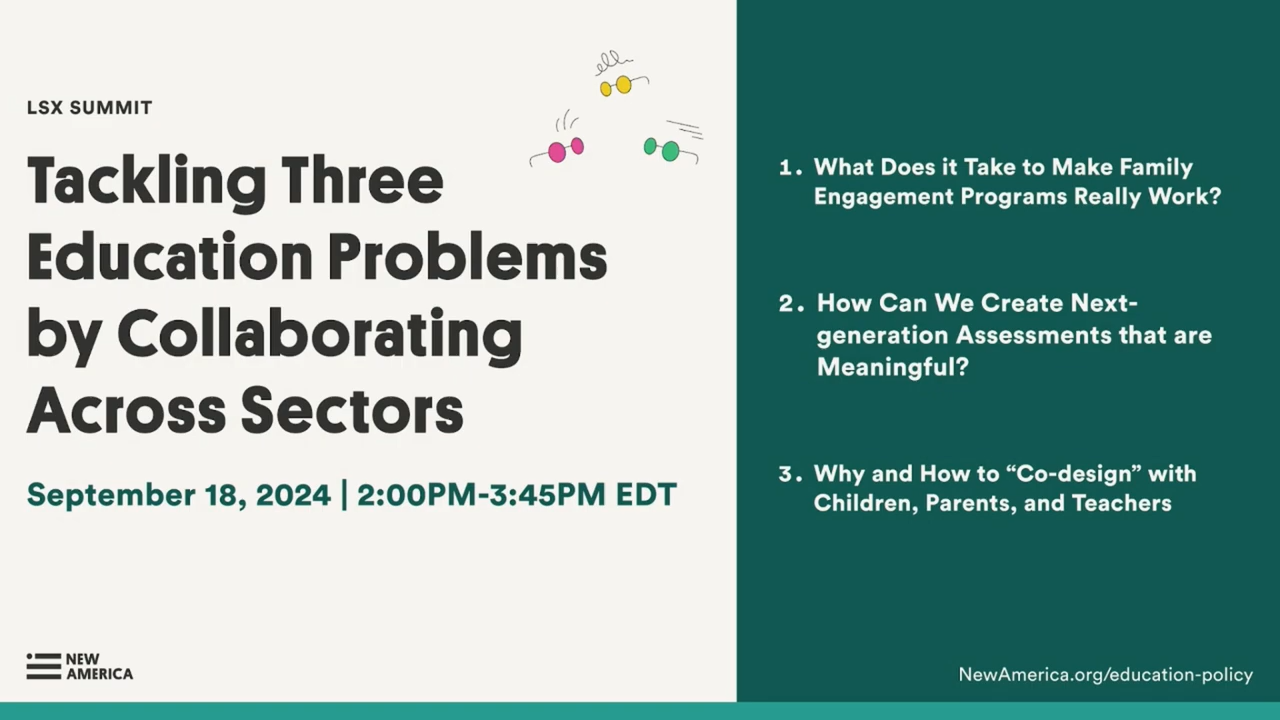 LSX SUMMIT
Tackling Three
Education Problems
by Collaborating
Across Sectors
September 18, 2024 | 2:00PM-3:45PM EDT
NEW
AMERICA
1. What Does it Take to Make Family
Engagement Programs Really Work?
2. How Can We Create Next-
generation Assessments that are
Meaningful?
3. Why and How to “Co-design” with
Children, Parents, and Teachers
NewAmerica.org/education-policy